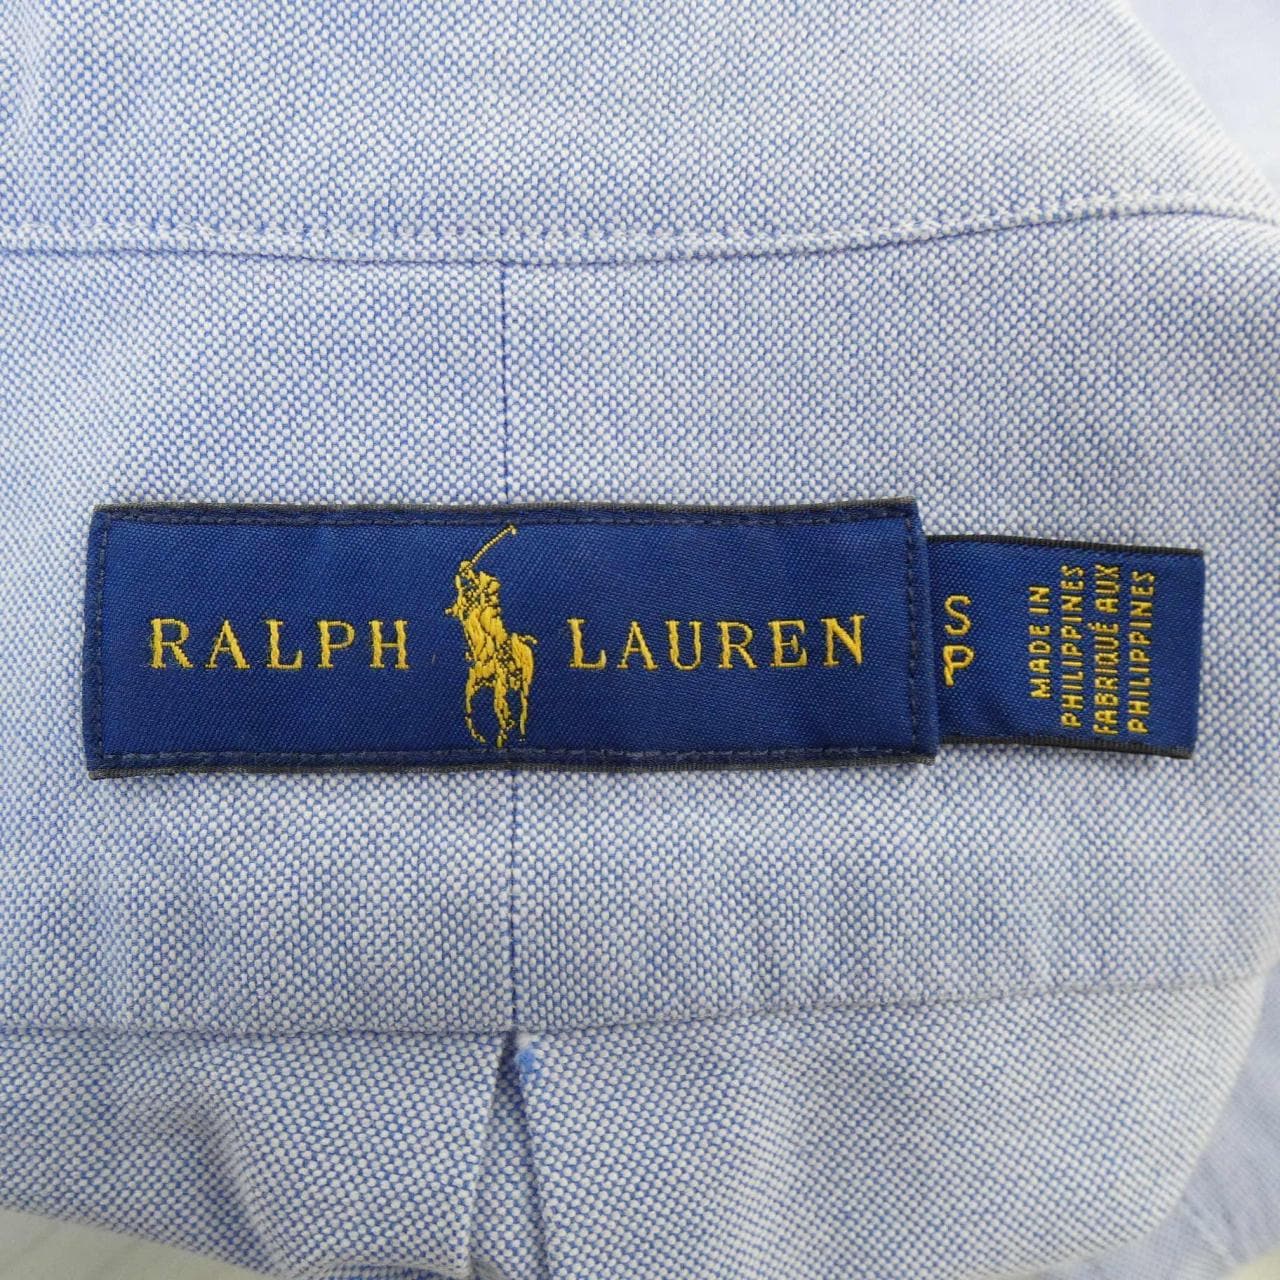 RALPH LAUREN
S
P
MADE IN
PHILIPPINES
FABRIQUÉ AUX
PHILIPPINES